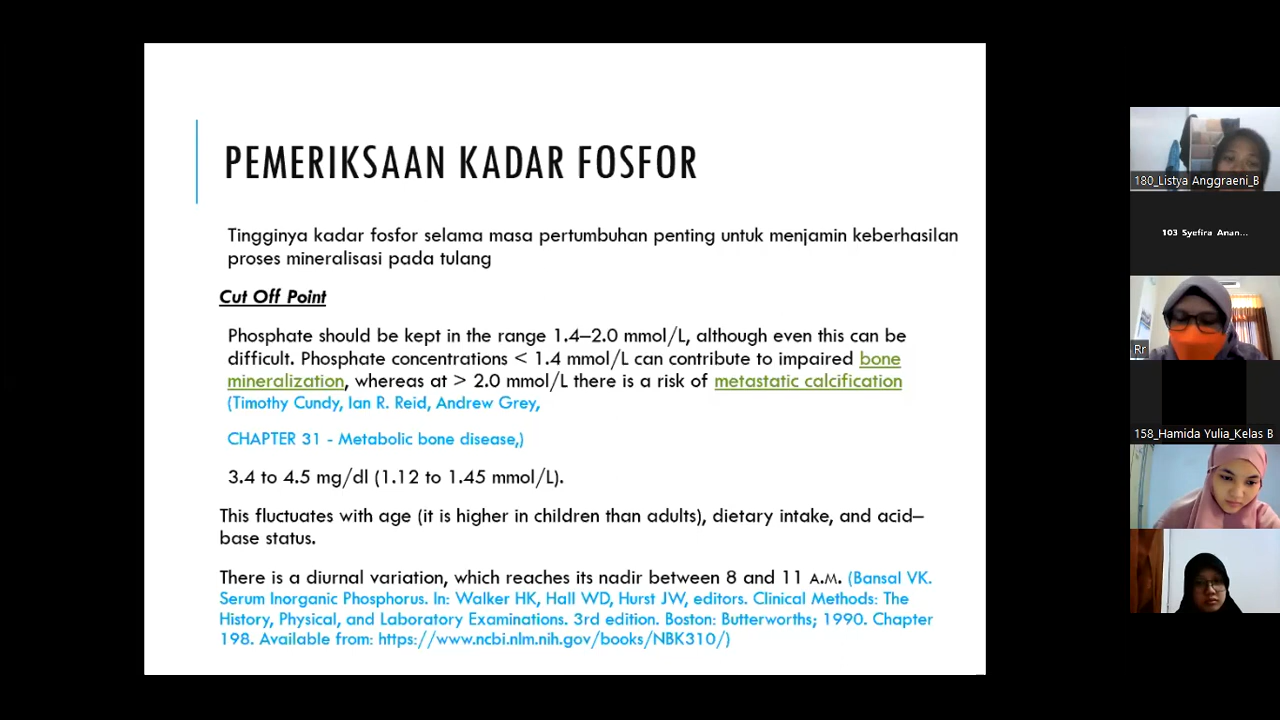 PEMERIKSAAN KADAR FOSFOR
Tingginya kadar fosfor selama masa pertumbuhan penting untuk menjamin keberhasilan
proses mineralisasi pada tulang
Cut Off Point
Phosphate should be kept in the range 1.4–2.0 mmol/L, although even this can be
difficult. Phosphate concentrations < 1.4 mmol/L can contribute to impaired bone
mineralization, whereas at > 2.0 mmol/L there is a risk of metastatic calcification
(Timothy Cundy, Ian R. Reid, Andrew Grey,
CHAPTER 31 - Metabolic bone disease,)
3.4 to 4.5 mg/dl (1.12 to 1.45 mmol/L).
This fluctuates with age (it is higher in children than adults), dietary intake, and acid–
base status.
There is a diurnal variation, which reaches its nadir between 8 and 11 A.M. (Bansal VK.
Serum Inorganic Phosphorus. In: Walker HK, Hall WD, Hurst JW, editors. Clinical Methods: The
History, Physical, and Laboratory Examinations. 3rd edition. Boston: Butterworths; 1990. Chapter
198. Available from: https://www.ncbi.nlm.nih.gov/books/NBK310/)
180_Listya Anggraeni_B
103 Syefira Anan...
Rr
158_Hamida Yulia_Kelas B